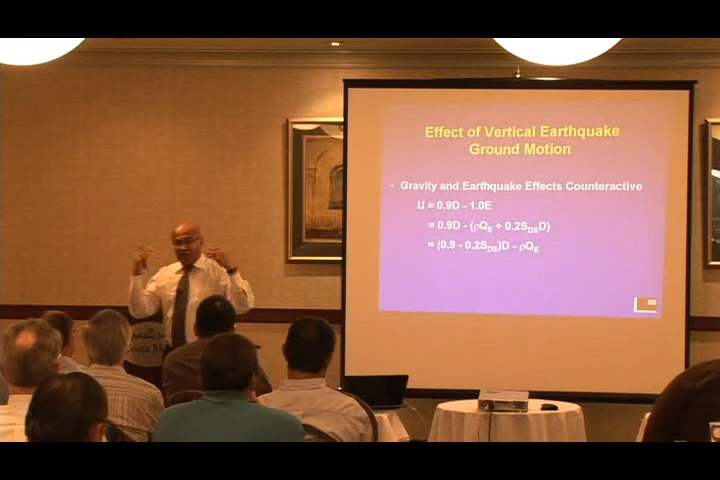 Effect of Vertical Earthquake
Ground Motion
- Gravity and Earthquake Effects Counteractive
U = 0.9D - 1.0E
= 0.9D - (ρQE + 0.2SDSD)
= (0.9 - 0.2SDS)D - ρQE